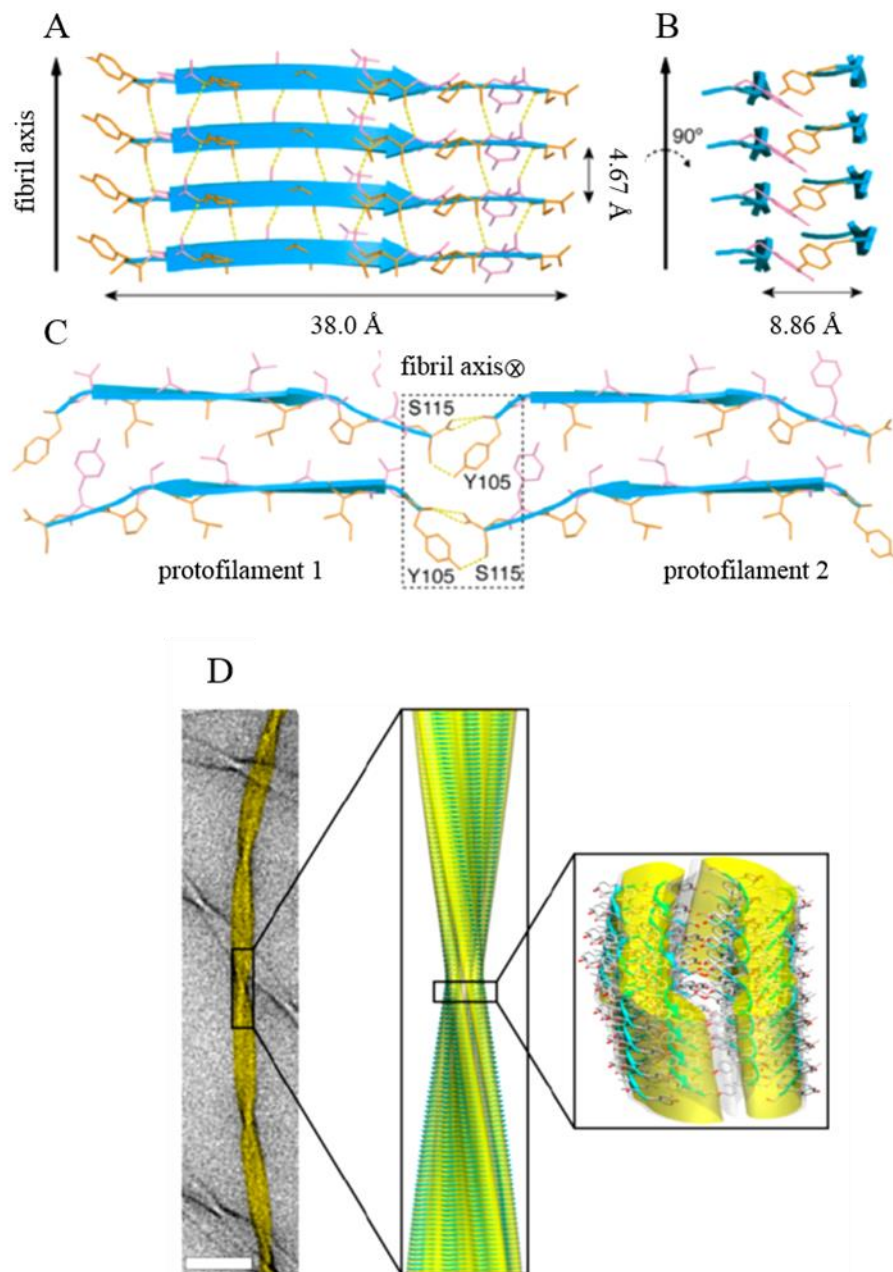 A
B
fibril axis
90°
4.67 Å
38.0 Å
8.86 Å
C
fibril axis⊗
S115
Y105
Y105
S115
protofilament 1
protofilament 2
D